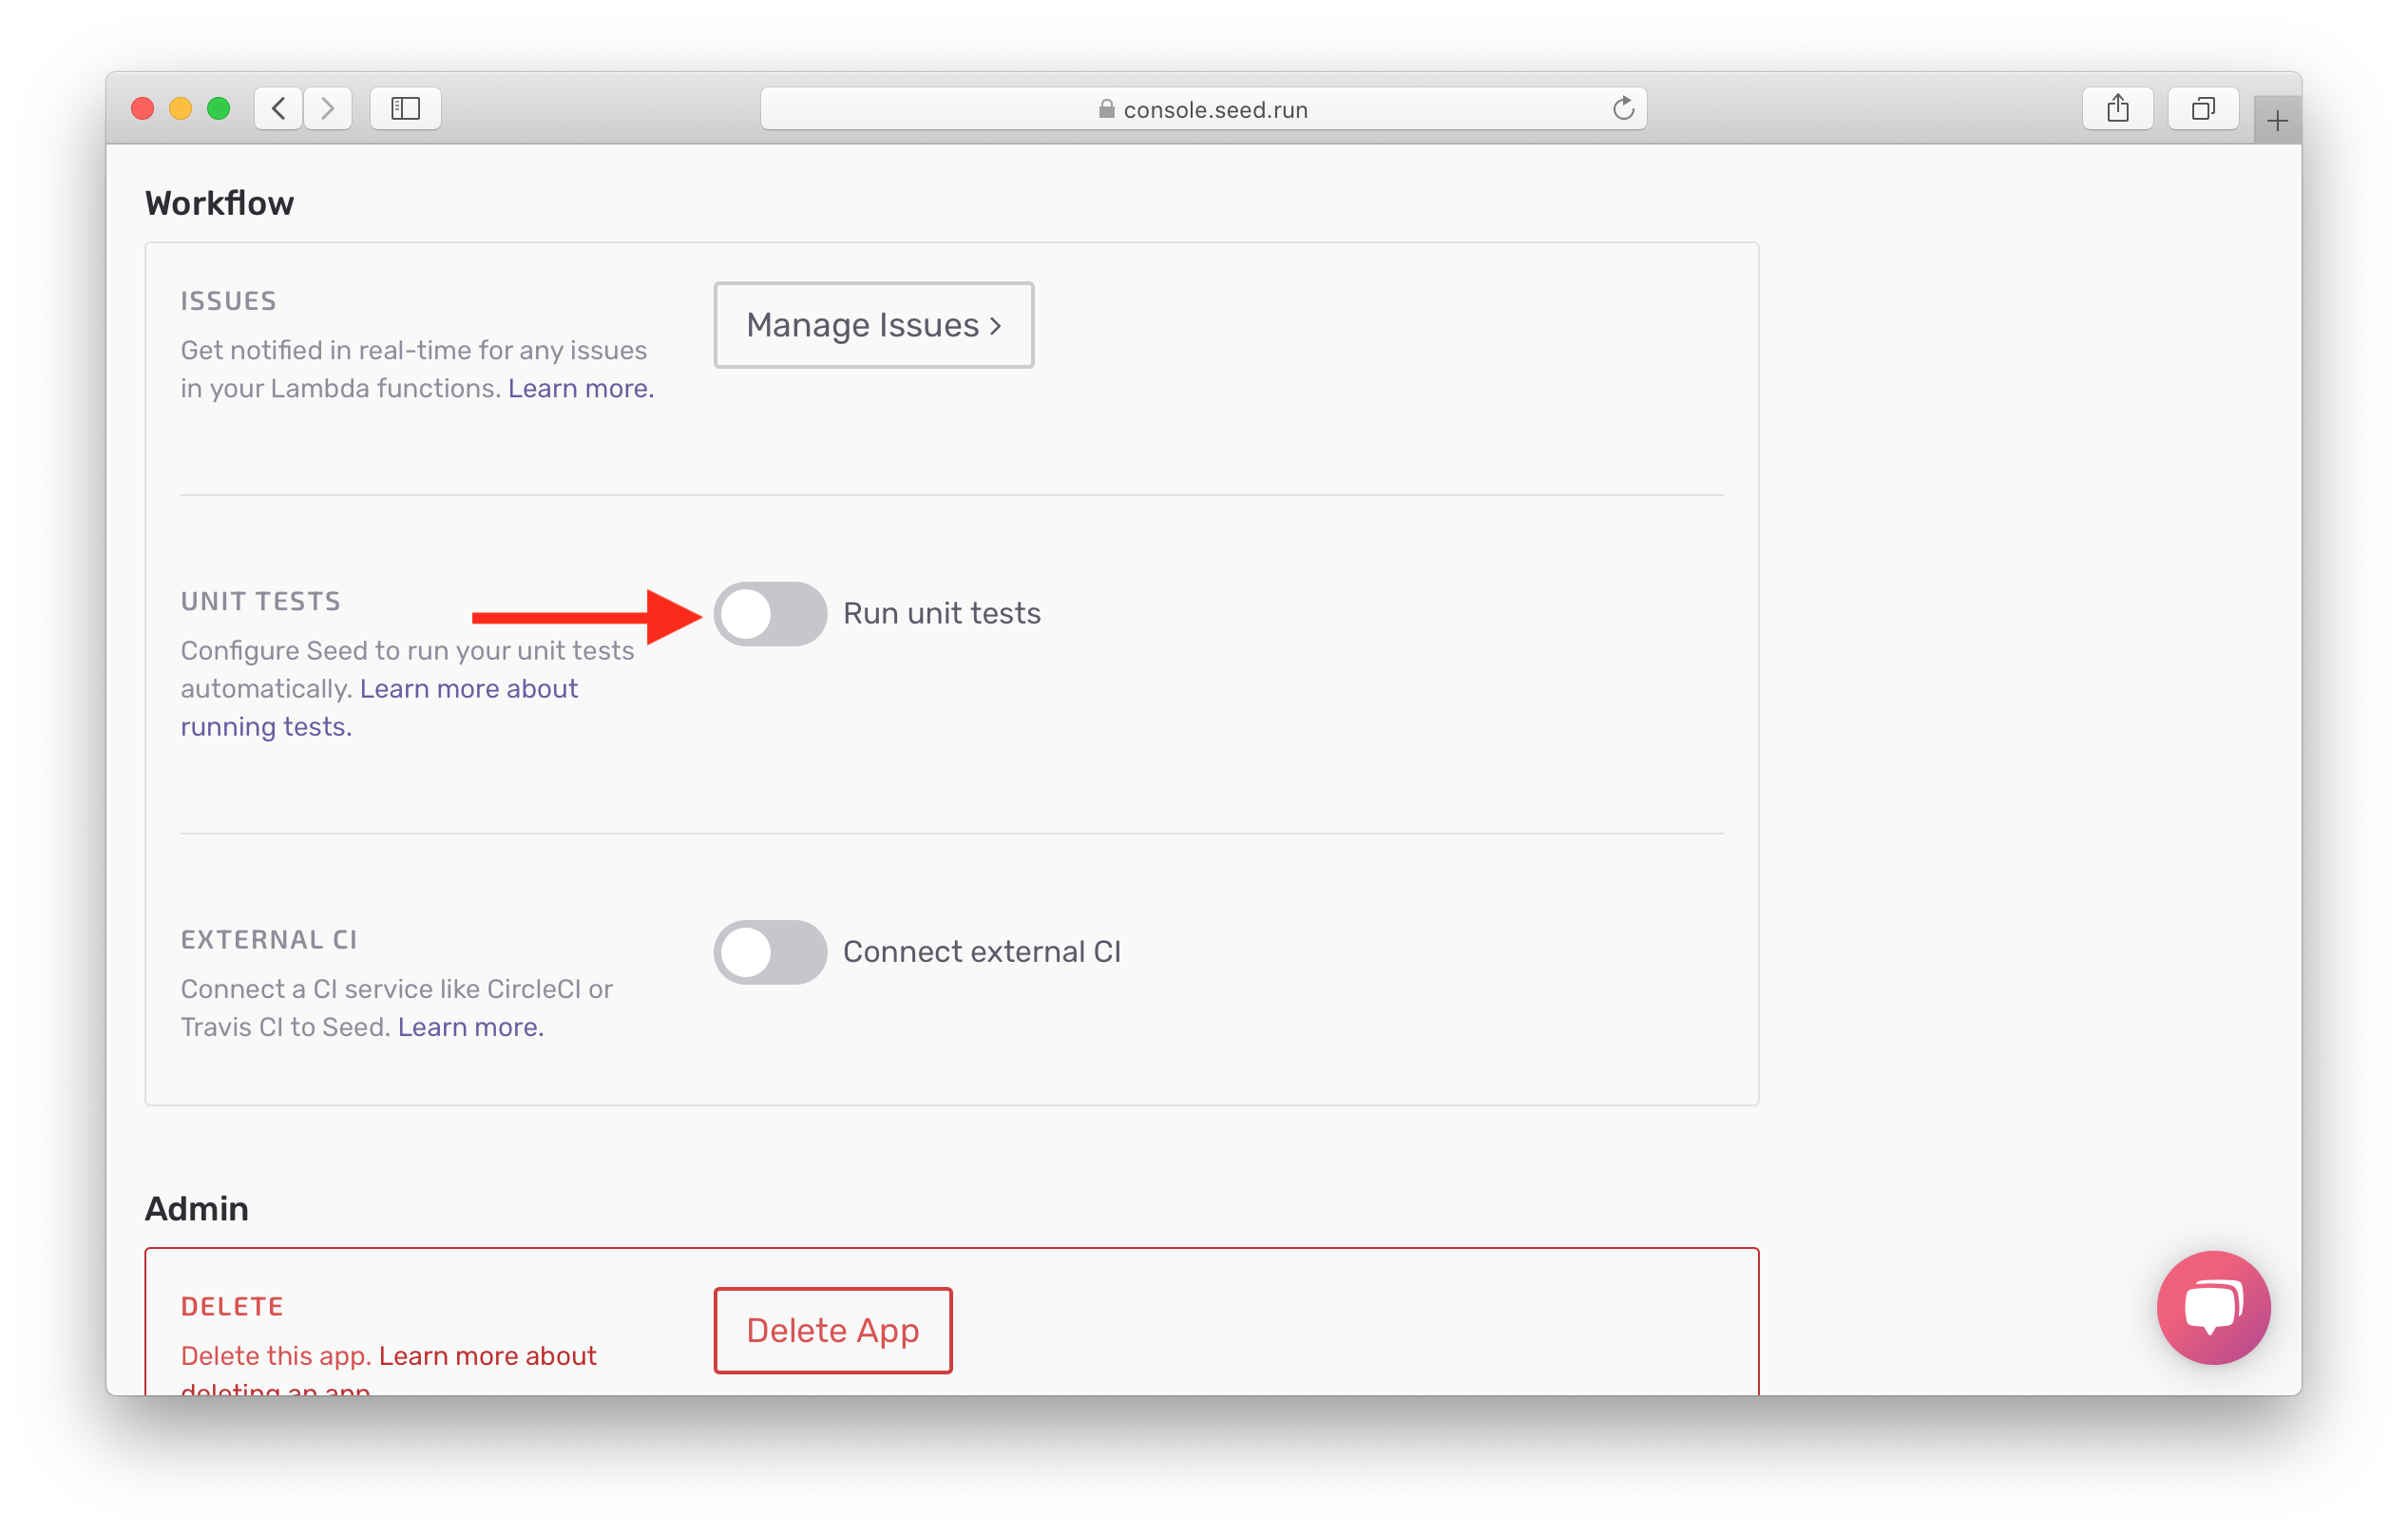 console.seed.run
Workflow
ISSUES
Get notified in real-time for any issues
in your Lambda functions. Learn more.
Manage Issues >
UNIT TESTS
Configure Seed to run your unit tests
automatically. Learn more about
running tests.
Run unit tests
EXTERNAL CI
Connect a CI service like CircleCI or
Travis CI to Seed. Learn more.
Connect external CI
Admin
DELETE
Delete this app. Learn more about
deleting an app.
Delete App